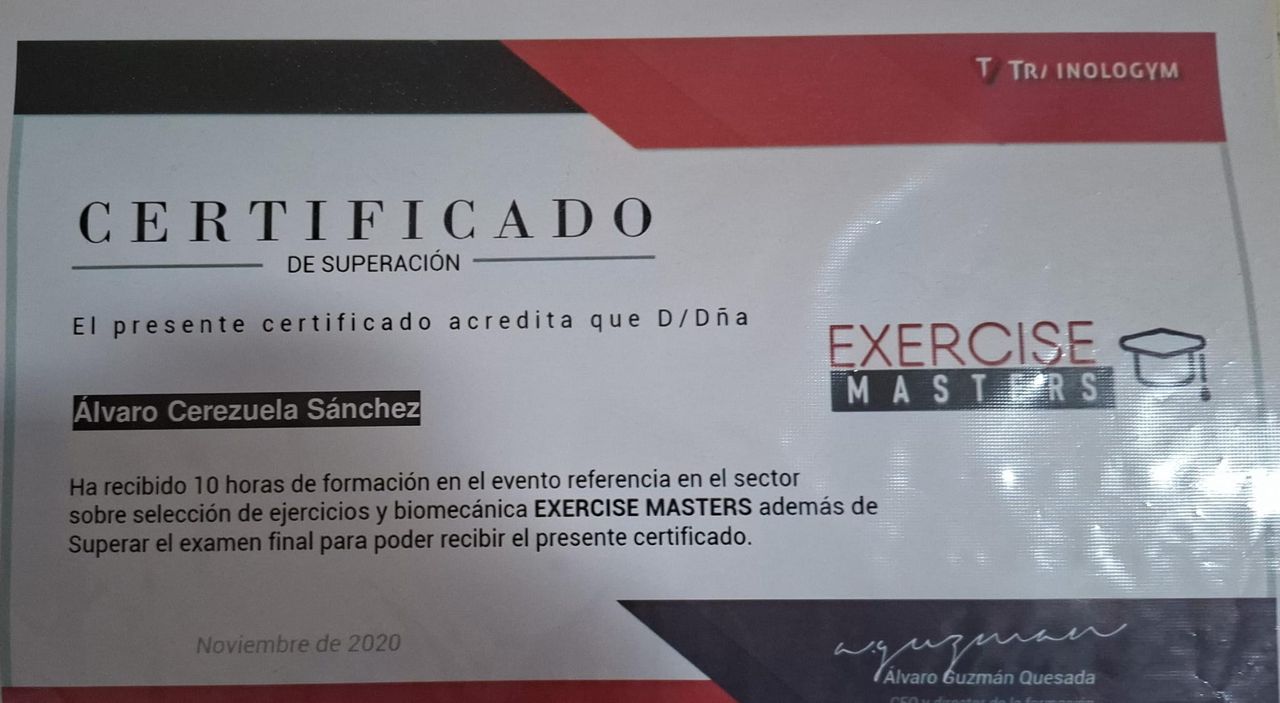 TRAINOLOGYM
CERTIFICADO
DE SUPERACIÓN
El presente certificado acredita que D/Dña
EXERCISE
MASTERS
Álvaro Cerezuela Sánchez
Ha recibido 10 horas de formación en el evento referencia en el sector
sobre selección de ejercicios y biomecánica EXERCISE MASTERS además de
Superar el examen final para poder recibir el presente certificado.
Noviembre de 2020
a.guzman
Álvaro Guzmán Quesada